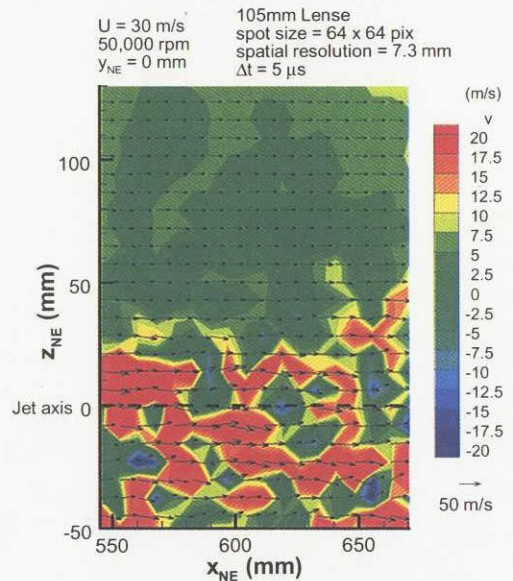 U = 30 m/s
50,000 rpm
y_NE = 0 mm
105mm Lense
spot size = 64 x 64 pix
spatial resolution = 7.3 mm
Δt = 5 µs
(m/s)
v
20
17.5
15
12.5
10
7.5
5
2.5
0
-2.5
-5
-7.5
-10
-12.5
-15
-17.5
-20
50 m/s
z_NE (mm)
100
50
Jet axis 0
-50
550
600
650
x_NE (mm)